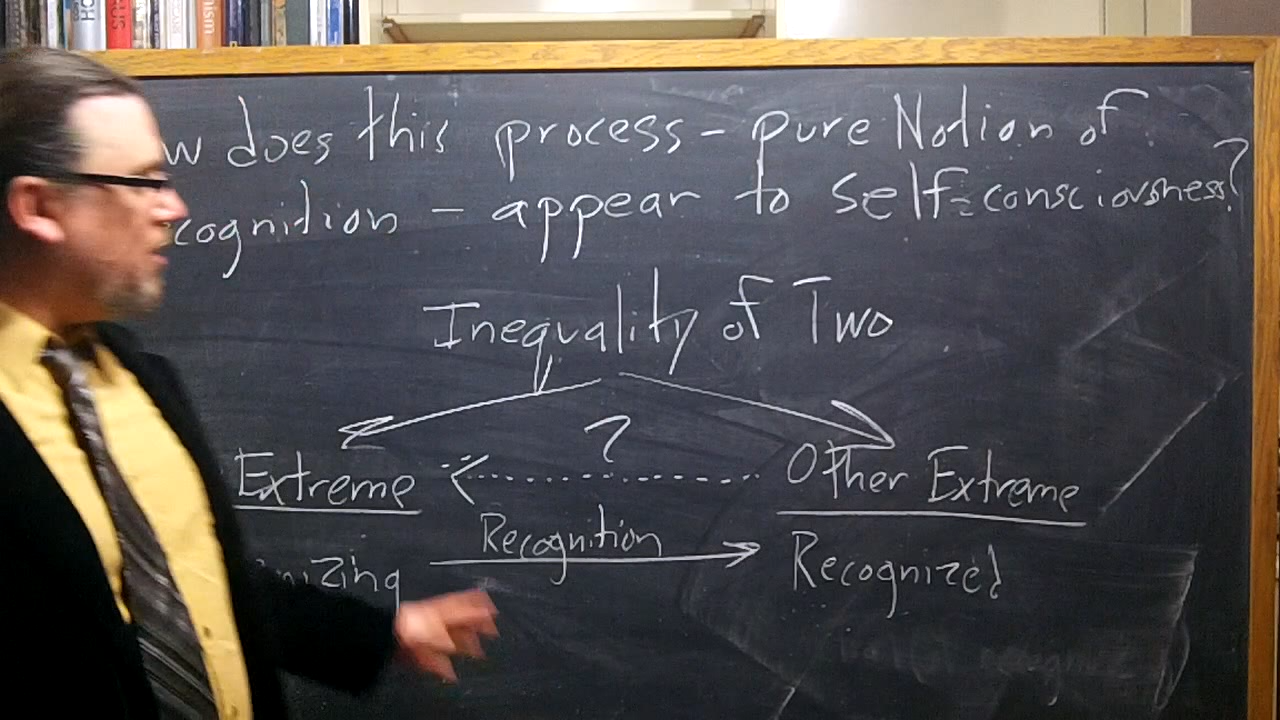 w does this process - pure Notion of
cognition - appear to self-consciousness?
Inequality of Two
?
Extreme Other Extreme
Recognition
nizing Recognized